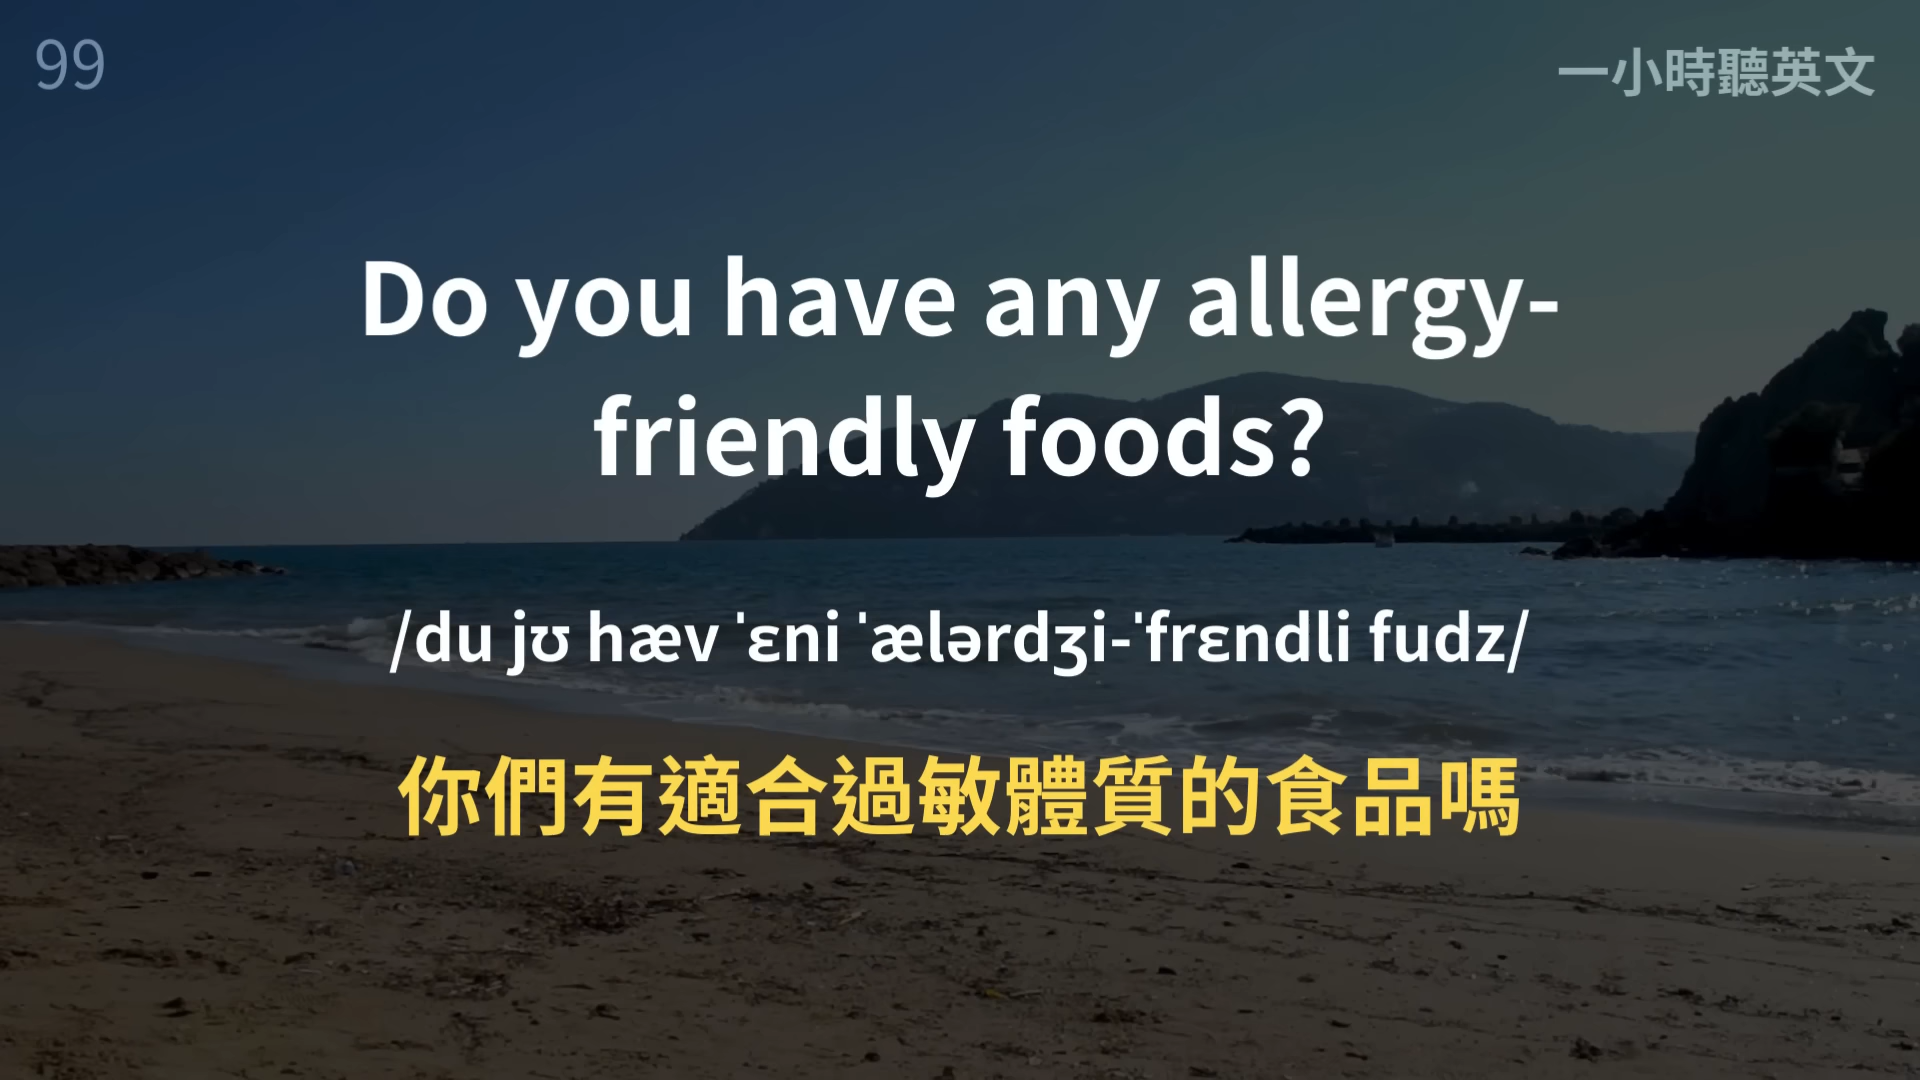 99
一小時聽英文
Do you have any allergy-
friendly foods?
/du jʊ hæv ˈɛni ˈælərdʒi-ˈfrɛndli fudz/
你們有適合過敏體質的食品嗎